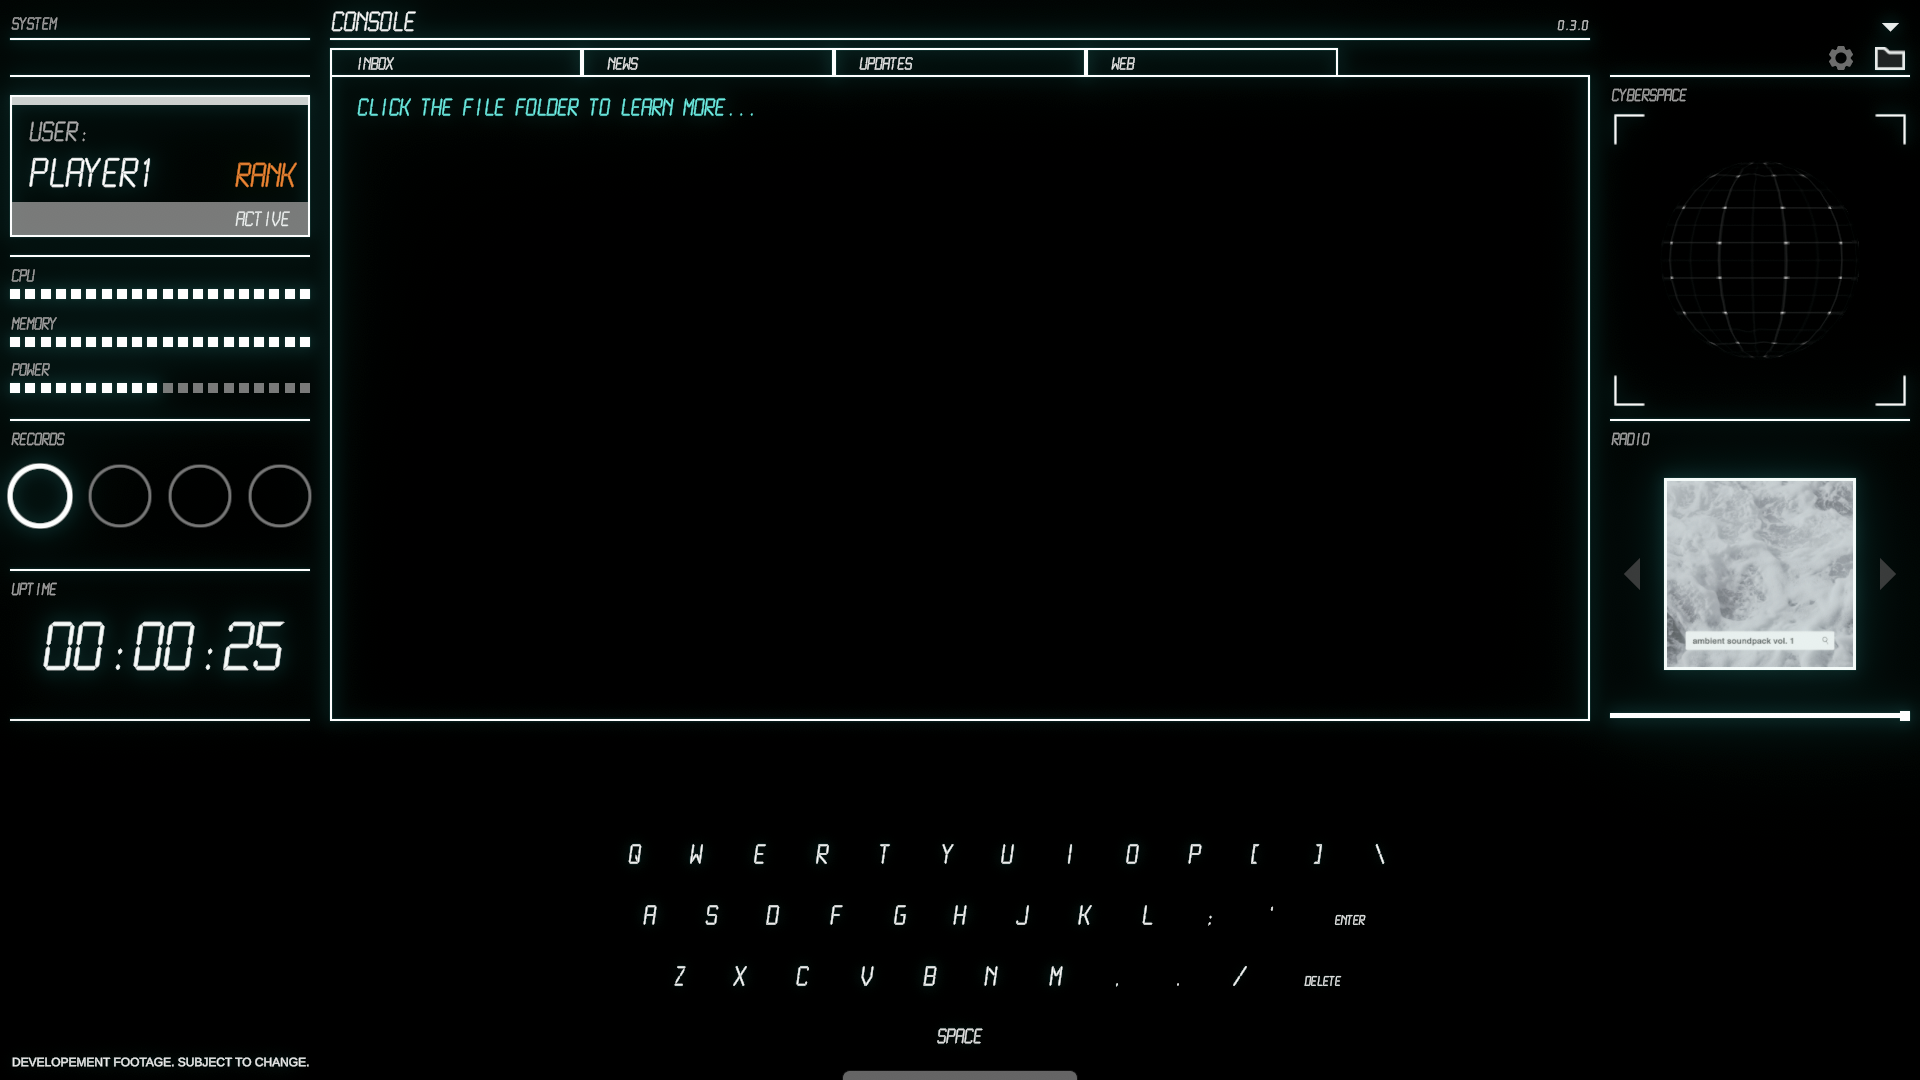 SYSTEM
CONSOLE
0.3.0
INBOX
NEWS
UPDATES
WEB
CLICK THE FILE FOLDER TO LEARN MORE...
USER:
PLAYER1
RANK
ACTIVE
CPU
MEMORY
POWER
RECORDS
UPTIME
00:00:25
CYBERSPACE
RADIO
ambient soundpack vol. 1
Q W E R T Y U I O P [ ] \
A S D F G H J K L ; ' ENTER
Z X C V B N M , . / DELETE
SPACE
DEVELOPEMENT FOOTAGE. SUBJECT TO CHANGE.